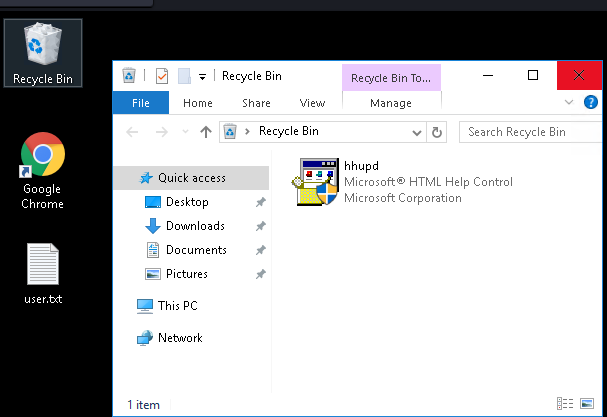 Recycle Bin
Google
Chrome
user.txt
Recycle Bin
Recycle Bin To...
File
Home
Share
View
Manage
Recycle Bin
Search Recycle Bin
Quick access
Desktop
Downloads
Documents
Pictures
This PC
Network
hhupd
Microsoft® HTML Help Control
Microsoft Corporation
1 item